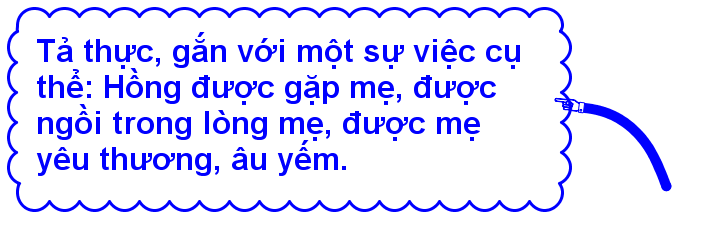 Tả thực, gắn với một sự việc cụ
thể: Hồng được gặp mẹ, được
ngồi trong lòng mẹ, được mẹ
yêu thương, âu yếm.